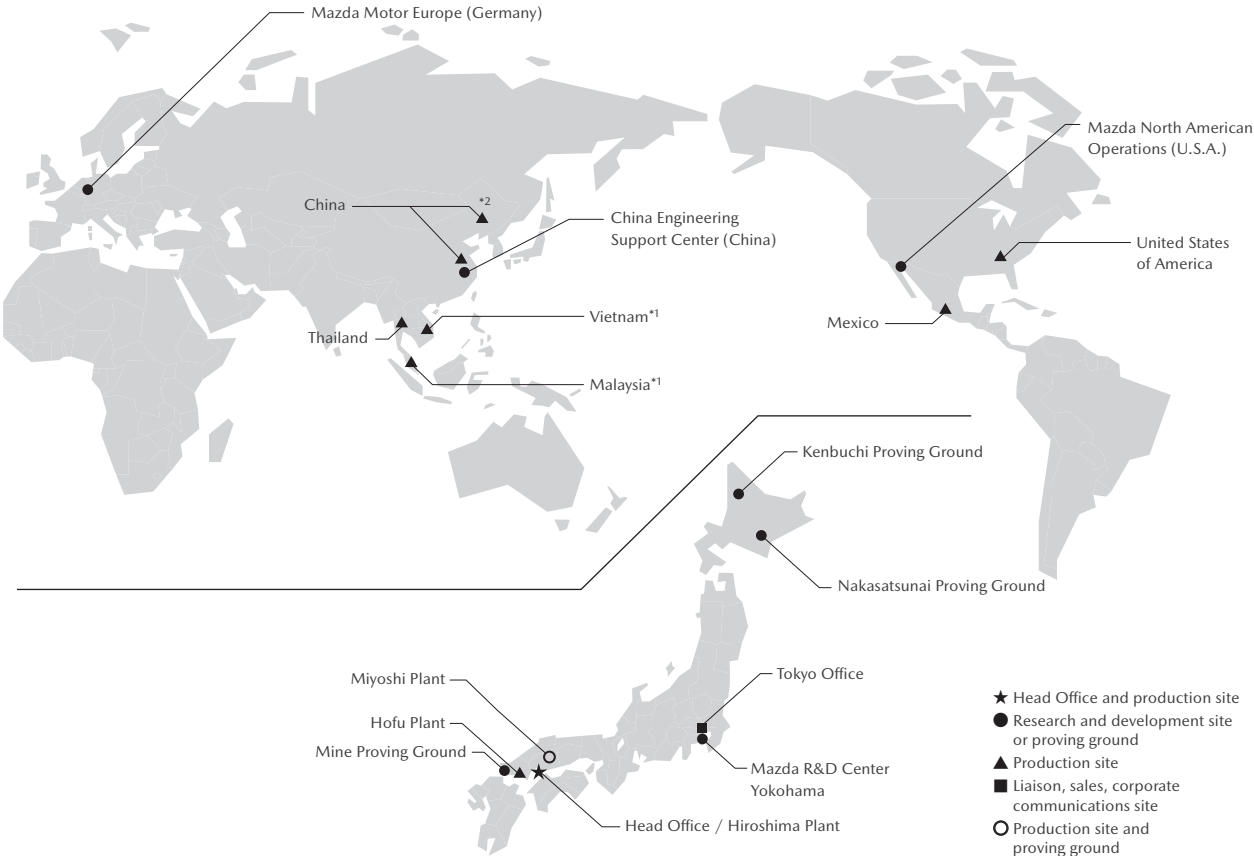 Mazda Motor Europe (Germany)
Mazda North American
Operations (U.S.A.)
China
*2
China Engineering
Support Center (China)
United States
of America
Vietnam*1
Mexico
Thailand
Malaysia*1
Kenbuchi Proving Ground
Nakasatsunai Proving Ground
Miyoshi Plant
Tokyo Office
Hofu Plant
Mine Proving Ground
Mazda R&D Center
Yokohama
Head Office / Hiroshima Plant
Head Office and production site
Research and development site
or proving ground
Production site
Liaison, sales, corporate
communications site
Production site and
proving ground